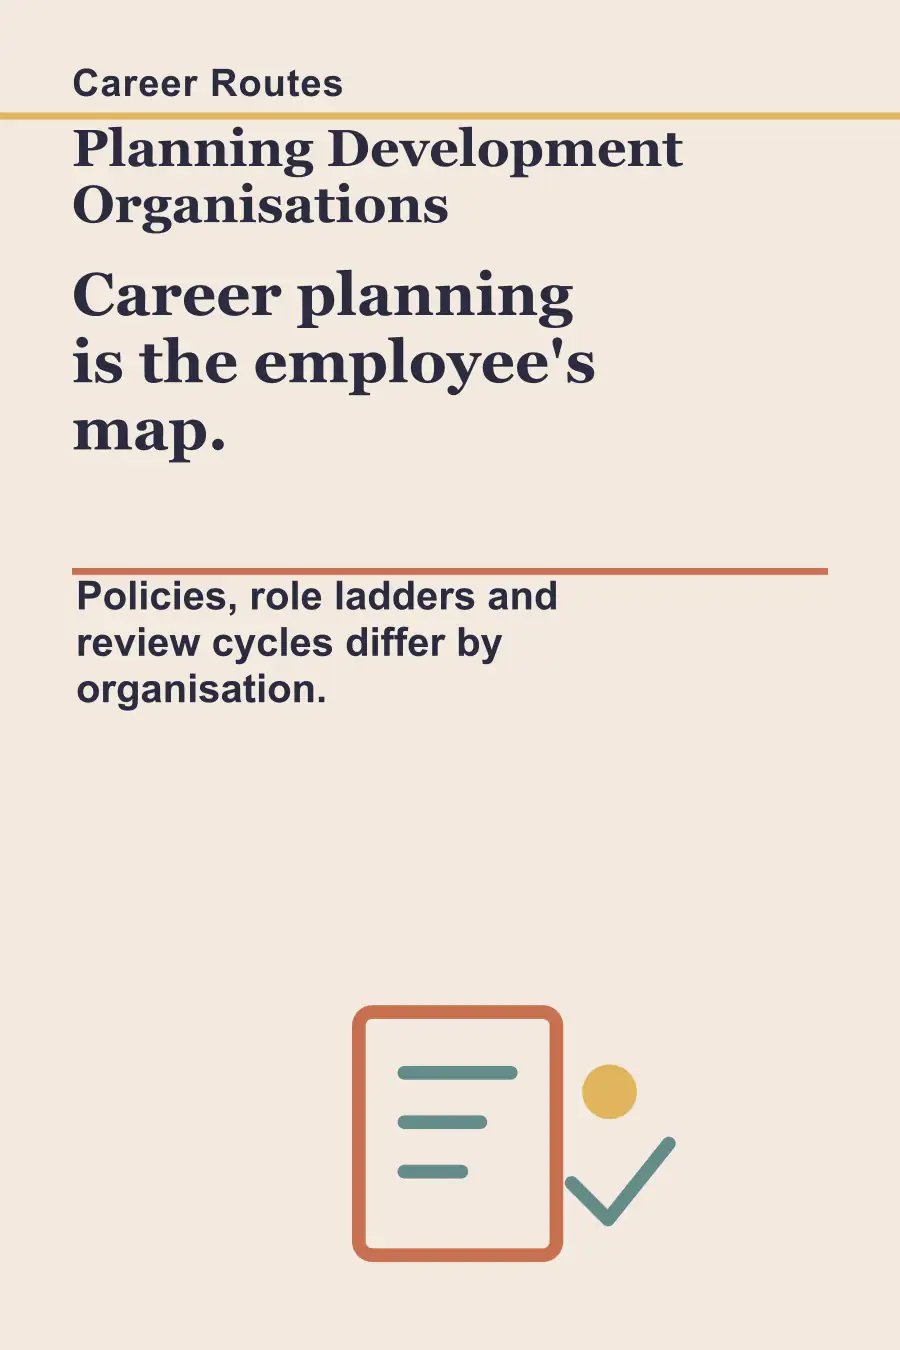 Career Routes
Planning Development
Organisations
Career planning
is the employee's
map.
Policies, role ladders and
review cycles differ by
organisation.